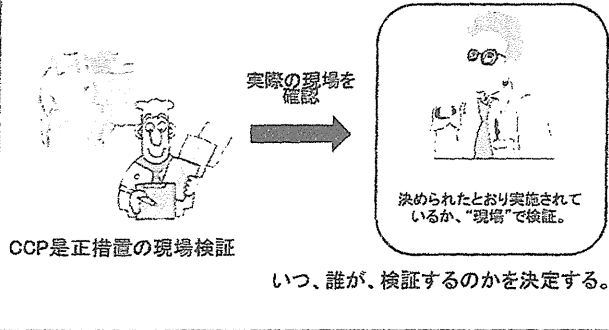 実際の現場を
確認
決められたとおり実施されて
いるか、“現場”で検証。
CCP是正措置の現場検証
いつ、誰が、検証するのかを決定する。